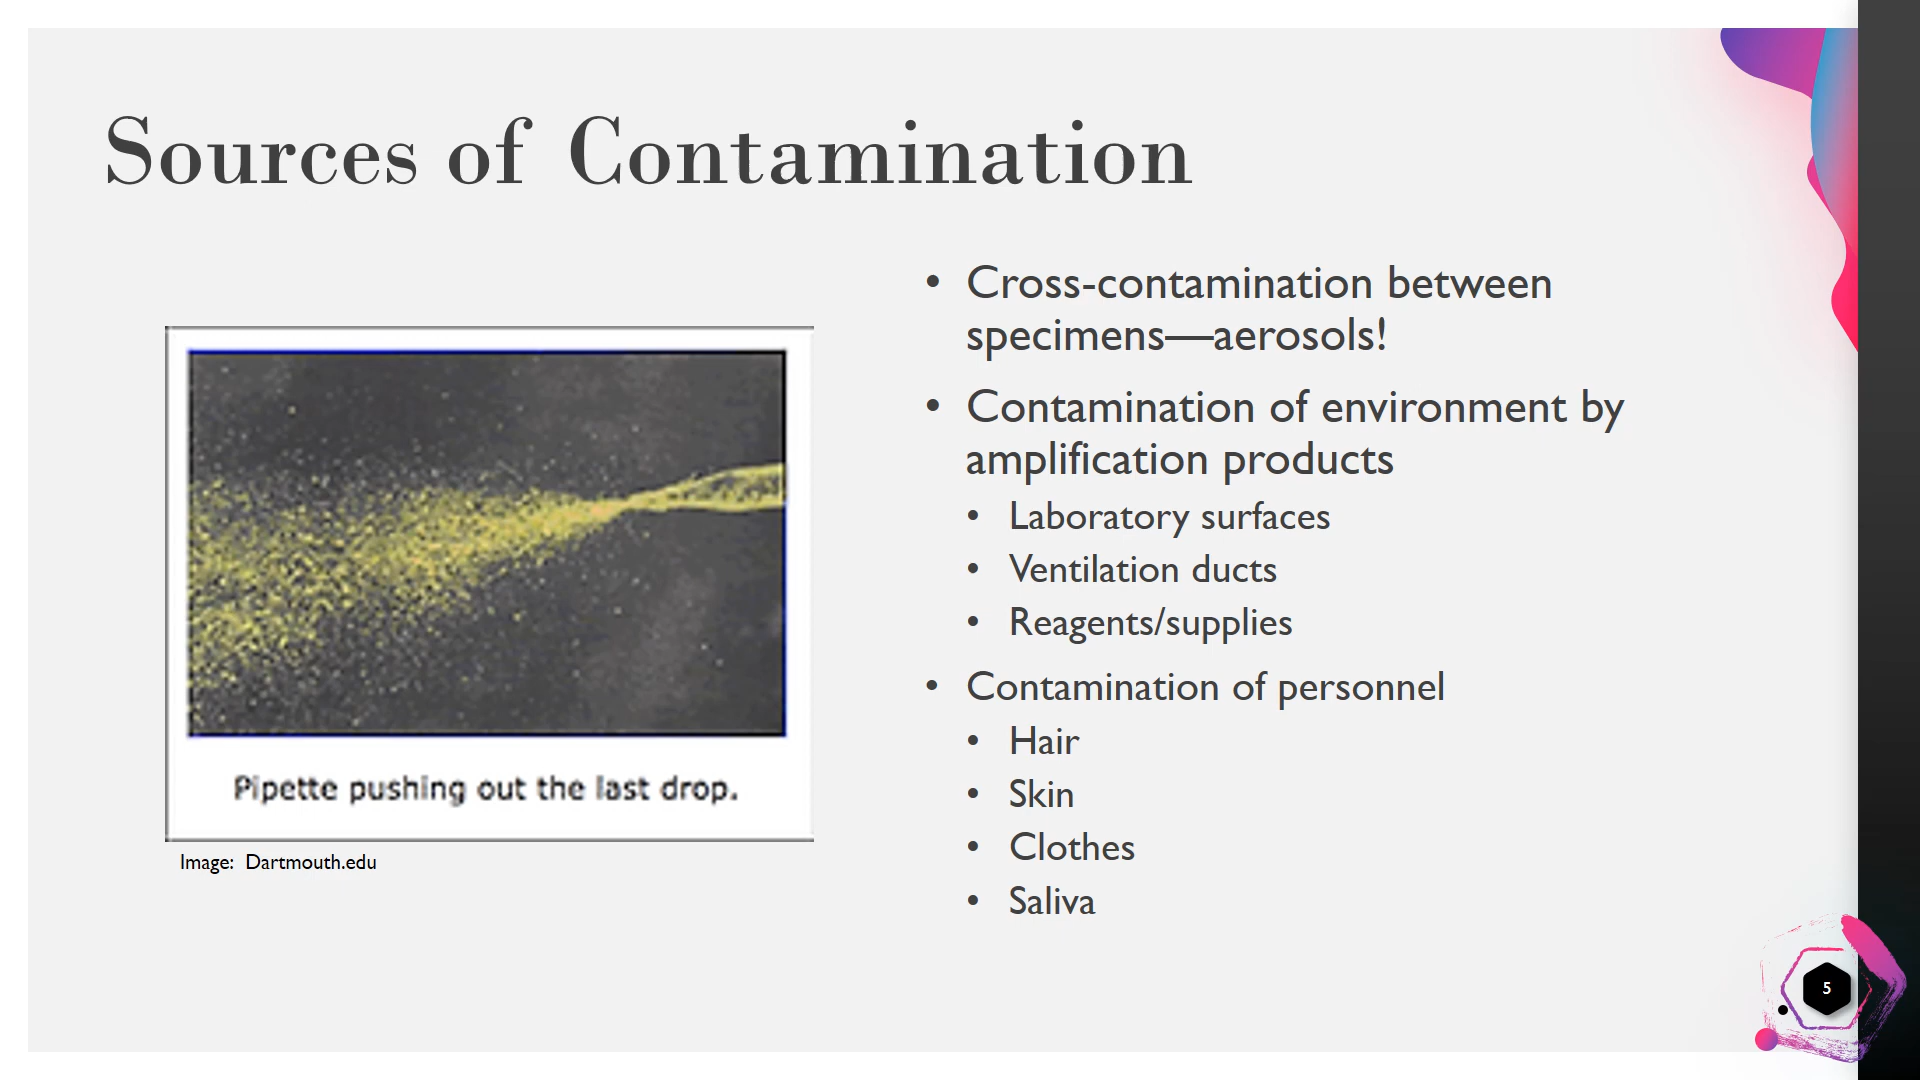 Sources of Contamination
Pipette pushing out the last drop.
Image: Dartmouth.edu
• Cross-contamination between
specimens—aerosols!
• Contamination of environment by
amplification products
• Laboratory surfaces
• Ventilation ducts
• Reagents/supplies
• Contamination of personnel
• Hair
• Skin
• Clothes
• Saliva
5